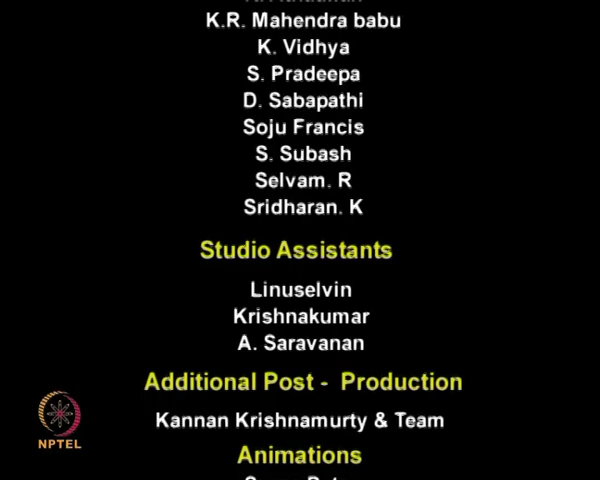 K.R. Mahendra babu
K. Vidhya
S. Pradeepa
D. Sabapathi
Soju Francis
S. Subash
Selvam. R
Sridharan. K
Studio Assistants
Linuselvin
Krishnakumar
A. Saravanan
Additional Post - Production
Kannan Krishnamurty & Team
Animations
NPTEL